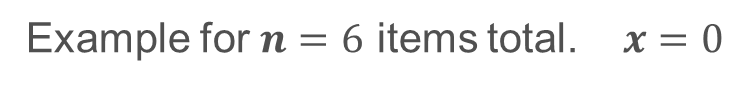 Example for n = 6 items total. x = 0